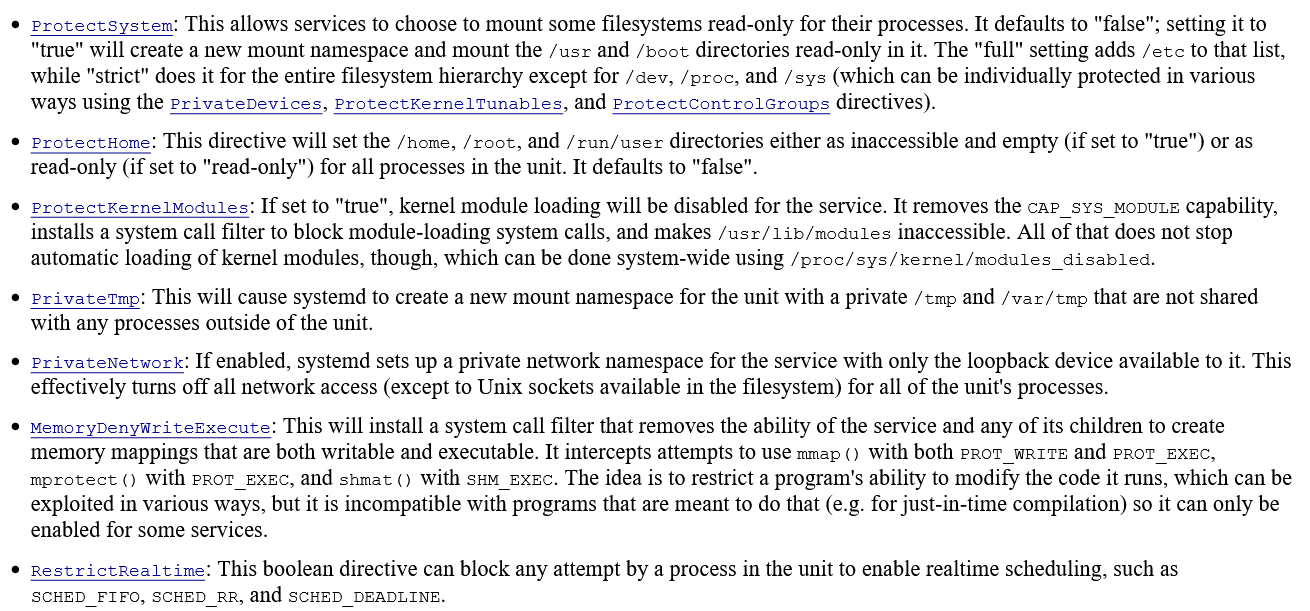 • ProtectSystem: This allows services to choose to mount some filesystems read-only for their processes. It defaults to "false"; setting it to
"true" will create a new mount namespace and mount the /usr and /boot directories read-only in it. The "full" setting adds /etc to that list,
while "strict" does it for the entire filesystem hierarchy except for /dev, /proc, and /sys (which can be individually protected in various
ways using the PrivateDevices, ProtectKernelTunables, and ProtectControlGroups directives).
• ProtectHome: This directive will set the /home, /root, and /run/user directories either as inaccessible and empty (if set to "true") or as
read-only (if set to "read-only") for all processes in the unit. It defaults to "false".
• ProtectKernelModules: If set to "true", kernel module loading will be disabled for the service. It removes the CAP_SYS_MODULE capability,
installs a system call filter to block module-loading system calls, and makes /usr/lib/modules inaccessible. All of that does not stop
automatic loading of kernel modules, though, which can be done system-wide using /proc/sys/kernel/modules_disabled.
• PrivateTmp: This will cause systemd to create a new mount namespace for the unit with a private /tmp and /var/tmp that are not shared
with any processes outside of the unit.
• PrivateNetwork: If enabled, systemd sets up a private network namespace for the service with only the loopback device available to it. This
effectively turns off all network access (except to Unix sockets available in the filesystem) for all of the unit's processes.
• MemoryDenyWriteExecute: This will install a system call filter that removes the ability of the service and any of its children to create
memory mappings that are both writable and executable. It intercepts attempts to use mmap() with both PROT_WRITE and PROT_EXEC,
mprotect() with PROT_EXEC, and shmat() with SHM_EXEC. The idea is to restrict a program's ability to modify the code it runs, which can be
exploited in various ways, but it is incompatible with programs that are meant to do that (e.g. for just-in-time compilation) so it can only be
enabled for some services.
• RestrictRealtime: This boolean directive can block any attempt by a process in the unit to enable realtime scheduling, such as
SCHED_FIFO, SCHED_RR, and SCHED_DEADLINE.